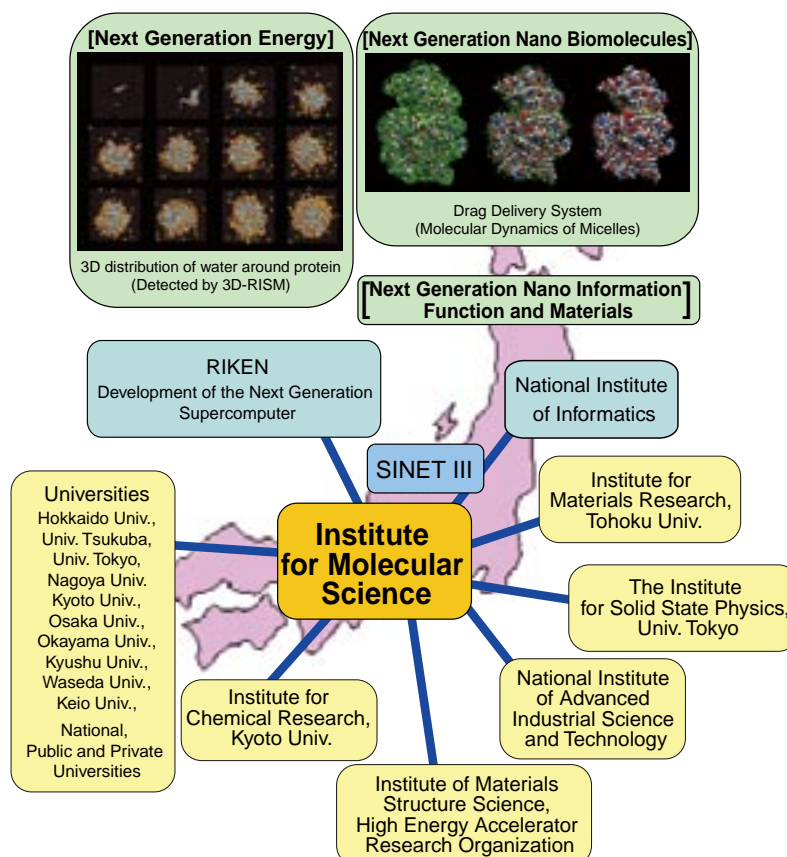 [Next Generation Energy]
3D distribution of water around protein
(Detected by 3D-RISM)
[Next Generation Nano Biomolecules]
Drag Delivery System
(Molecular Dynamics of Micelles)
[Next Generation Nano Information
Function and Materials]
RIKEN
Development of the Next Generation
Supercomputer
National Institute
of Informatics
SINET III
Institute
for Molecular
Science
Universities
Hokkaido Univ.,
Univ. Tsukuba,
Univ. Tokyo,
Nagoya Univ.
Kyoto Univ.,
Osaka Univ.,
Okayama Univ.,
Kyushu Univ.,
Waseda Univ.,
Keio Univ.,
National,
Public and Private
Universities
Institute for
Materials Research,
Tohoku Univ.
The Institute
for Solid State Physics,
Univ. Tokyo
National Institute
of Advanced
Industrial Science
and Technology
Institute for
Chemical Research,
Kyoto Univ.
Institute of Materials
Structure Science,
High Energy Accelerator
Research Organization